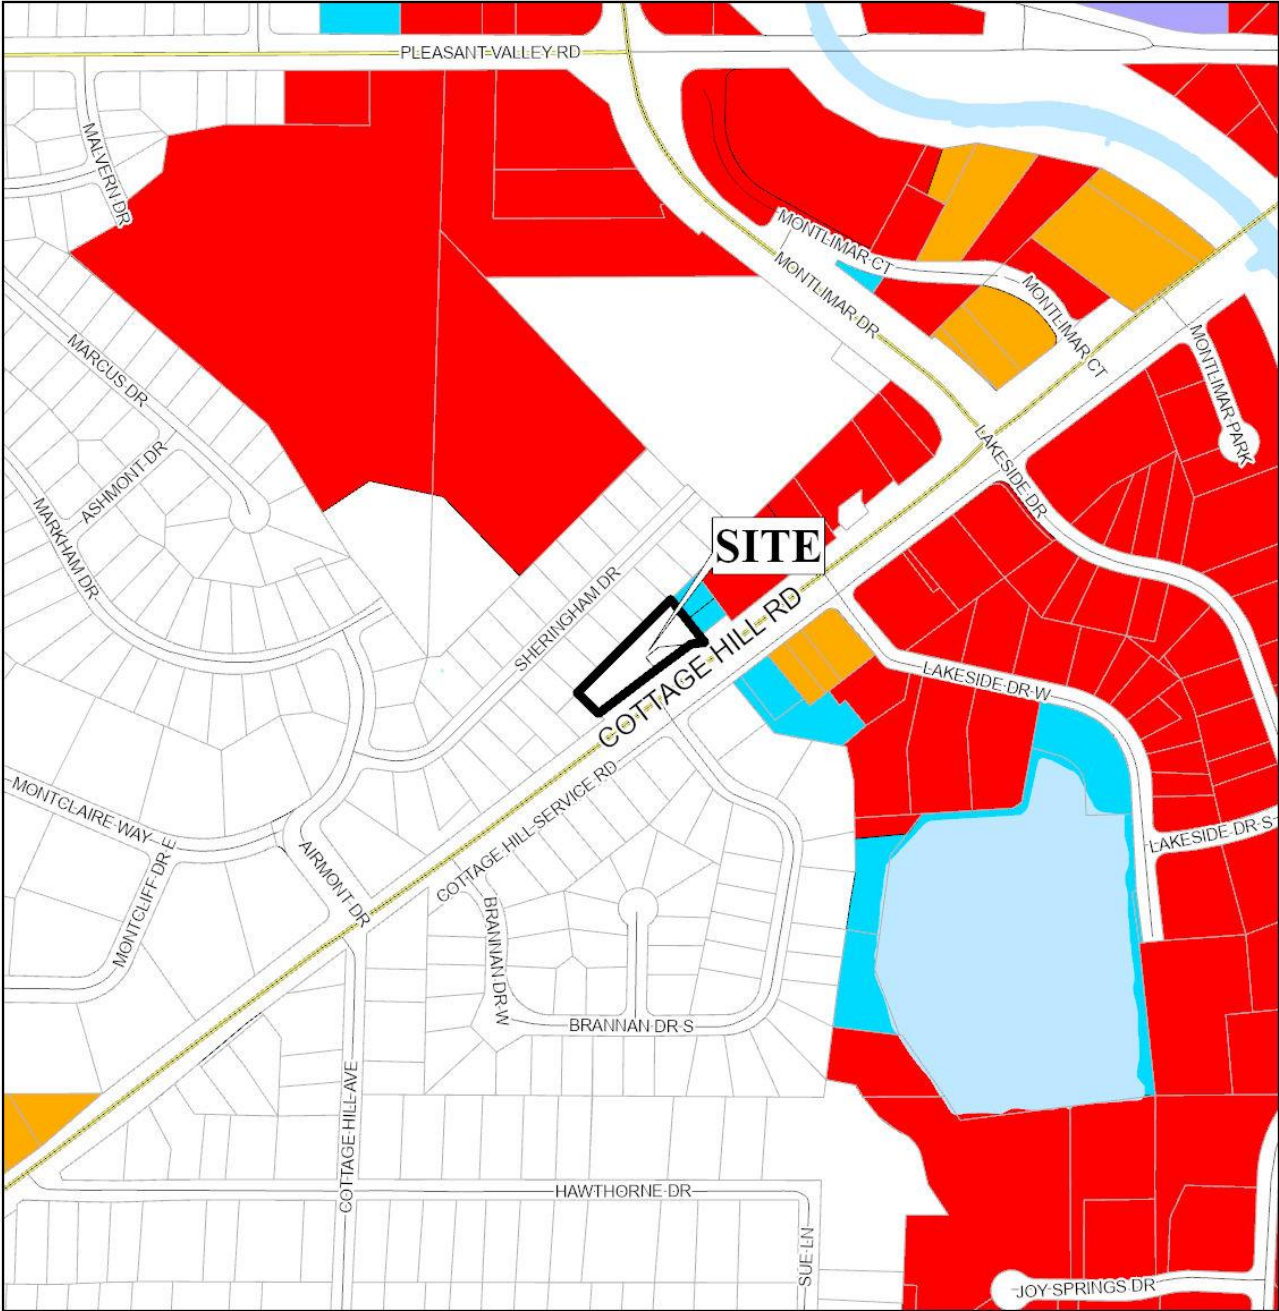 PLEASANT VALLEY RD
MALVERN DR
MONTLIMAR CT
MONTLIMAR DR
MONTLIMAR CT
MONTLIMAR PARK
MARCUS DR
ASHMONT DR
LAKESIDE DR
MARKHAM DR
SITE
SHERINGHAM DR
COTTAGE HILL RD
LAKESIDE DR W
COTTAGE HILL SERVICE RD
MONTCLAIRE WAY
LAKESIDE DR S
AIRMONT DR
MONTCLIFF DR E
BRANNAN DR W
BRANNAN DR S
COTTAGE HILL AVE
HAWTHORNE DR
SUE LN
JOY SPRINGS DR